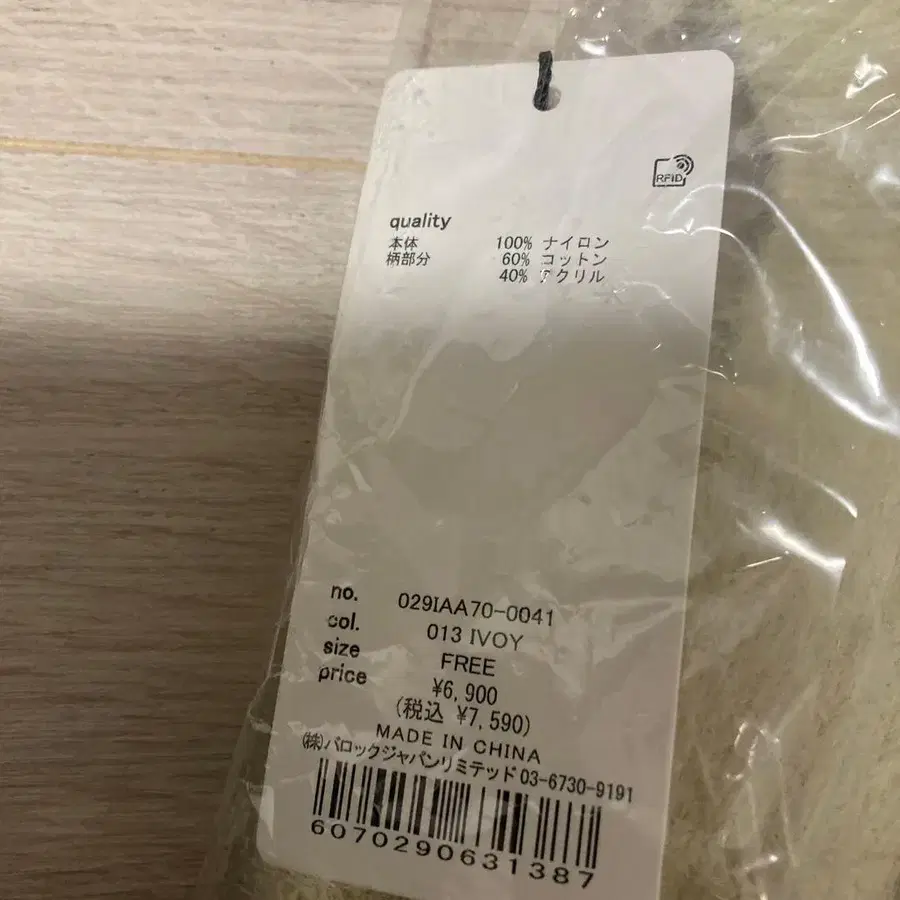 RFID
quality
本体 100% ナイロン
柄部分 60% コットン
40% アクリル
no. 029IAA70-0041
col. 013 IVOY
size FREE
price ¥6,900
(税込 ¥7,590)
MADE IN CHINA
(株)バロックジャパンリミテッド 03-6730-9191
6070290631387